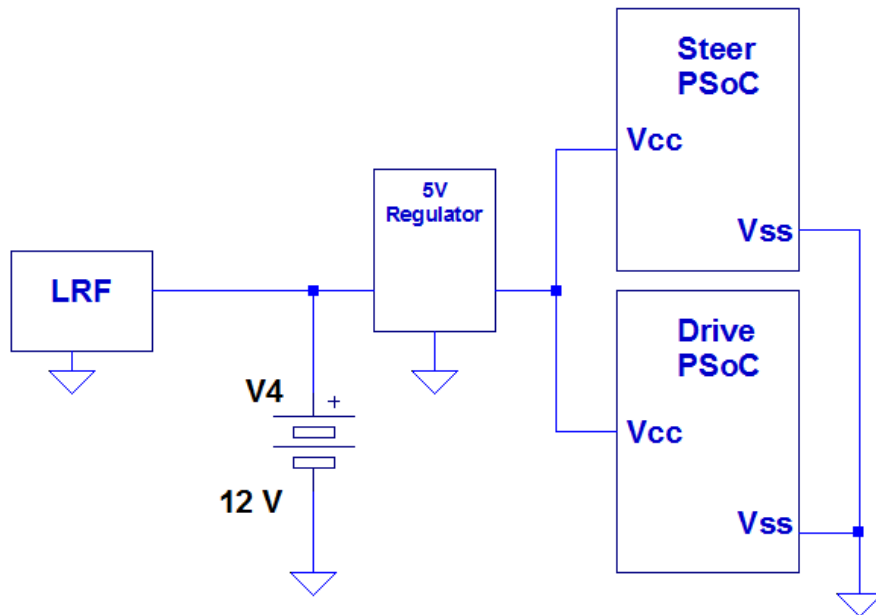 Steer
PSoC
Vcc
Vss
5V
Regulator
LRF
Drive
PSoC
Vcc
Vss
V4
+
12 V